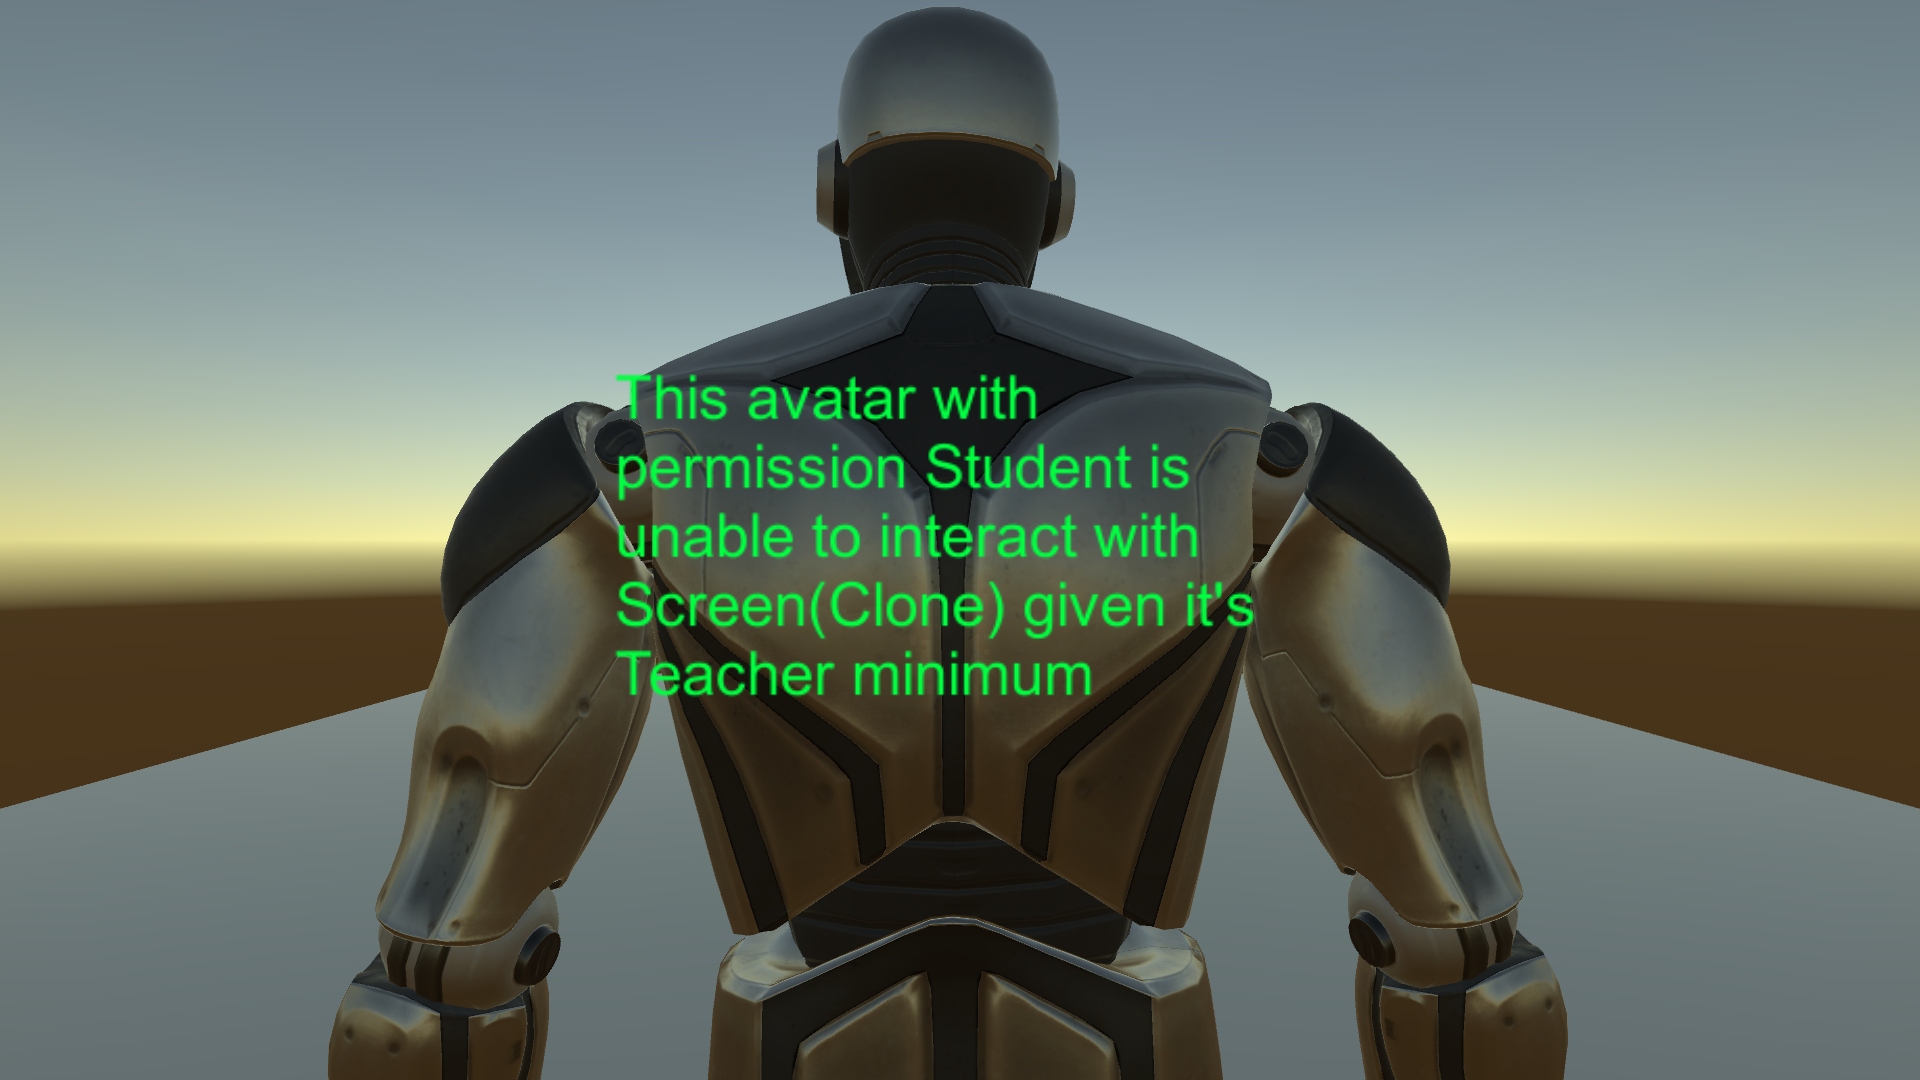 This avatar with
permission Student is
unable to interact with
Screen(Clone) given it's
Teacher minimum